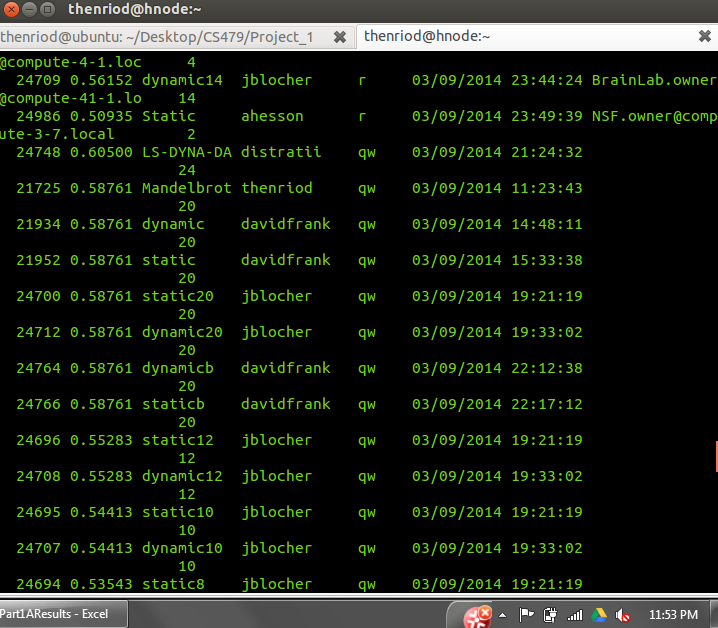 thenriod@hnode: ~
thenriod@ubuntu: ~/Desktop/CS479/Project_1
thenriod@hnode: ~
@compute-4-1.loc 4
24709 0.56152 dynamic14 jblocher r 03/09/2014 23:44:24 BrainLab.owner
@compute-41-1.lo 14
24986 0.50935 Static ahesson r 03/09/2014 23:49:39 NSF.owner@comp
ute-3-7.local 2
24748 0.60500 LS-DYNA-DA distratii qw 03/09/2014 21:24:32
24
21725 0.58761 Mandelbrot thenriod qw 03/09/2014 11:23:43
20
21934 0.58761 dynamic davidfrank qw 03/09/2014 14:48:11
20
21952 0.58761 static davidfrank qw 03/09/2014 15:33:38
20
24700 0.58761 static20 jblocher qw 03/09/2014 19:21:19
20
24712 0.58761 dynamic20 jblocher qw 03/09/2014 19:33:02
20
24764 0.58761 dynamicb davidfrank qw 03/09/2014 22:12:38
20
24766 0.58761 staticb davidfrank qw 03/09/2014 22:17:12
20
24696 0.55283 static12 jblocher qw 03/09/2014 19:21:19
12
24708 0.55283 dynamic12 jblocher qw 03/09/2014 19:33:02
12
24695 0.54413 static10 jblocher qw 03/09/2014 19:21:19
10
24707 0.54413 dynamic10 jblocher qw 03/09/2014 19:33:02
10
24694 0.53543 static8 jblocher qw 03/09/2014 19:21:19
Part1AResults - Excel
11:53 PM